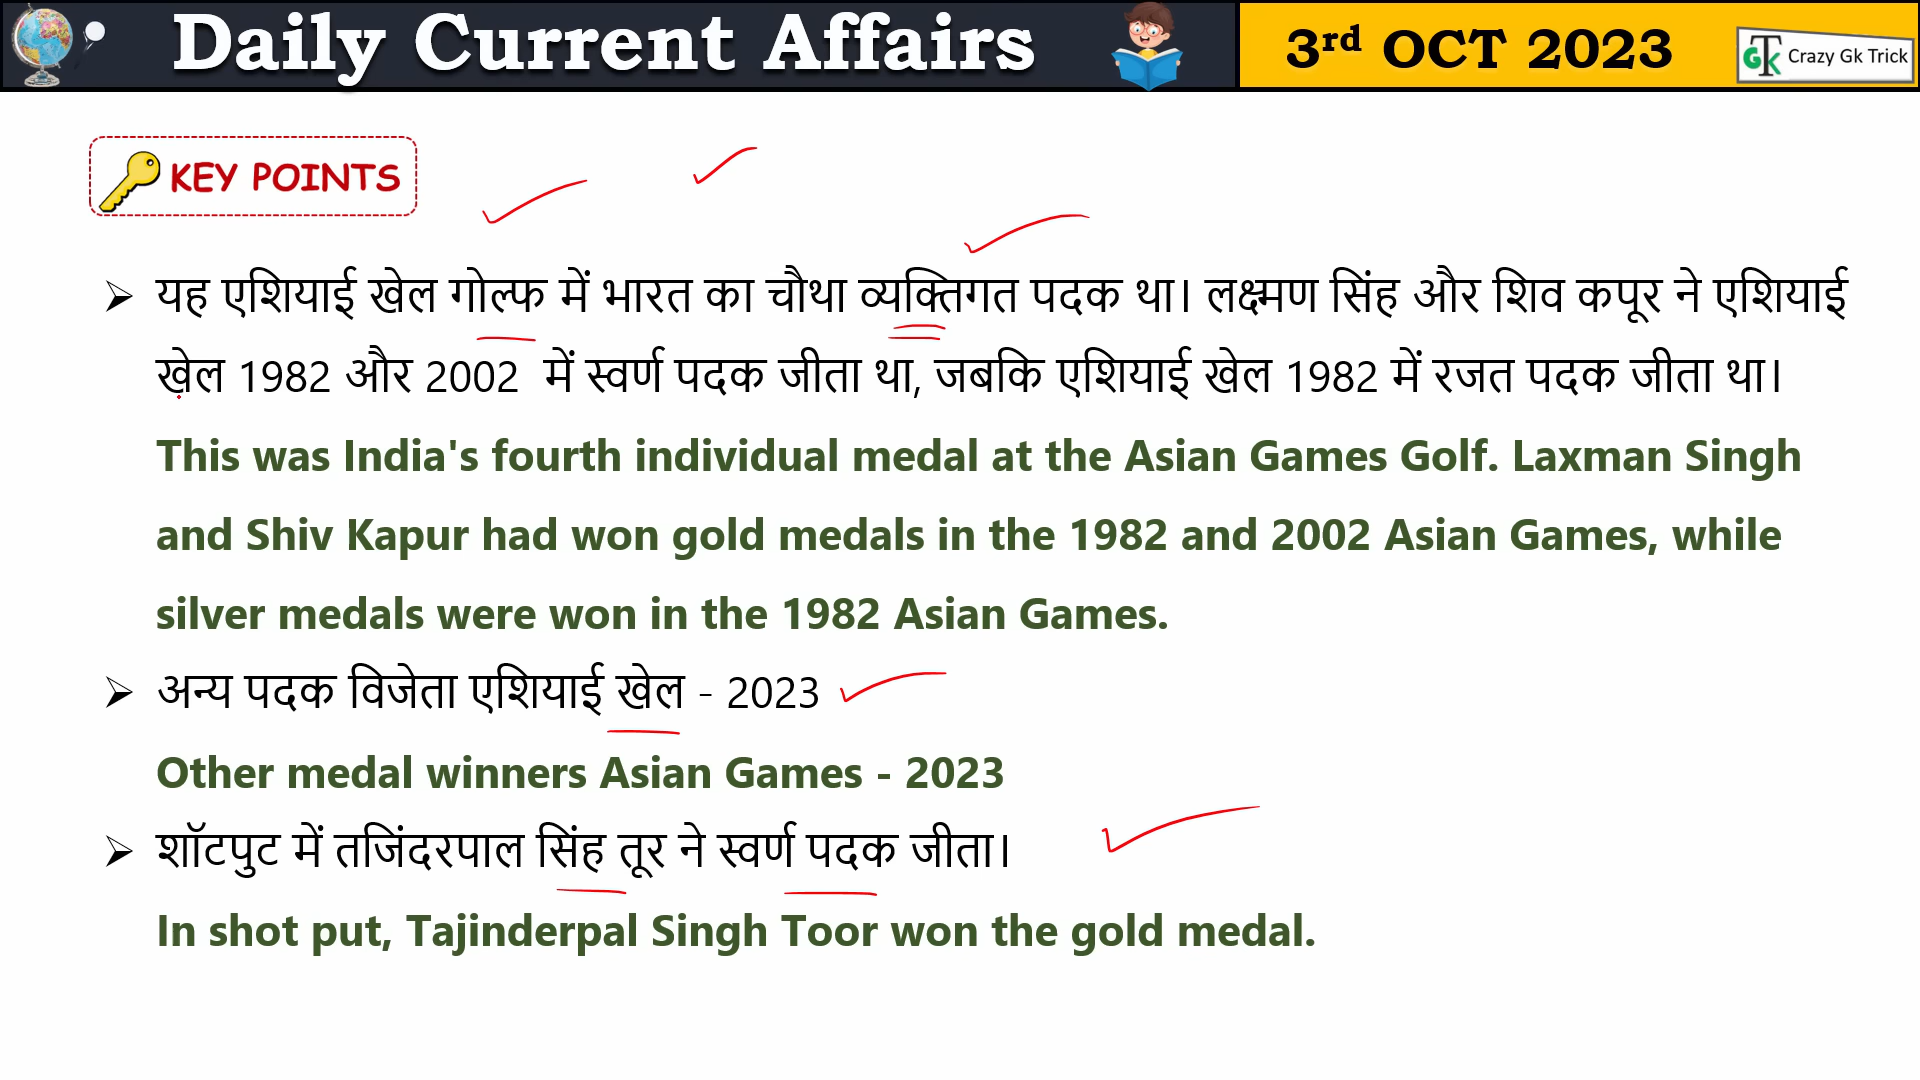 Daily Current Affairs
3rd OCT 2023
GTK Crazy Gk Trick
KEY POINTS
➢ यह एशियाई खेल गोल्फ में भारत का चौथा व्यक्तिगत पदक था। लक्ष्मण सिंह और शिव कपूर ने एशियाई
खेल 1982 और 2002 में स्वर्ण पदक जीता था, जबकि एशियाई खेल 1982 में रजत पदक जीता था।
This was India's fourth individual medal at the Asian Games Golf. Laxman Singh
and Shiv Kapur had won gold medals in the 1982 and 2002 Asian Games, while
silver medals were won in the 1982 Asian Games.
➢ अन्य पदक विजेता एशियाई खेल - 2023
Other medal winners Asian Games - 2023
➢ शॉटपुट में तजिंदरपाल सिंह तूर ने स्वर्ण पदक जीता।
In shot put, Tajinderpal Singh Toor won the gold medal.